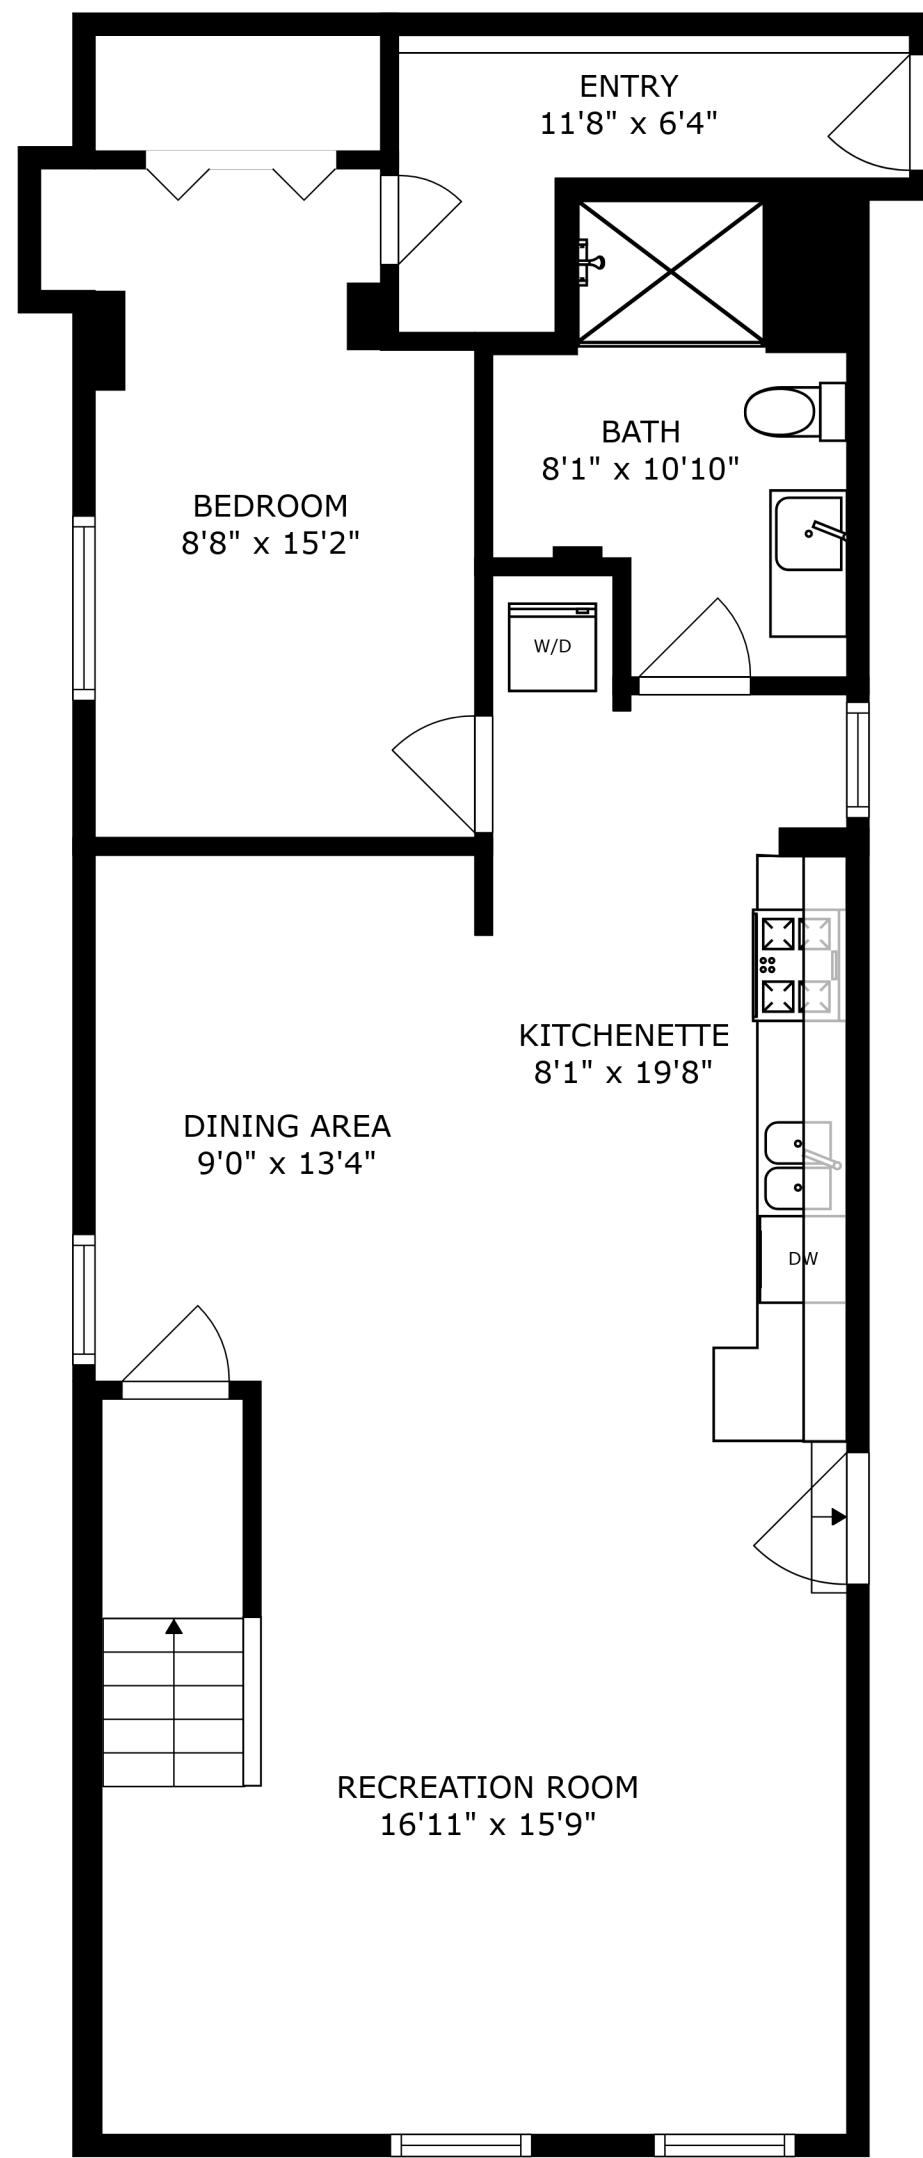 ENTRY
11'8" x 6'4"
BATH
8'1" x 10'10"
BEDROOM
8'8" x 15'2"
W/D
KITCHENETTE
8'1" x 19'8"
DINING AREA
9'0" x 13'4"
DW
RECREATION ROOM
16'11" x 15'9"